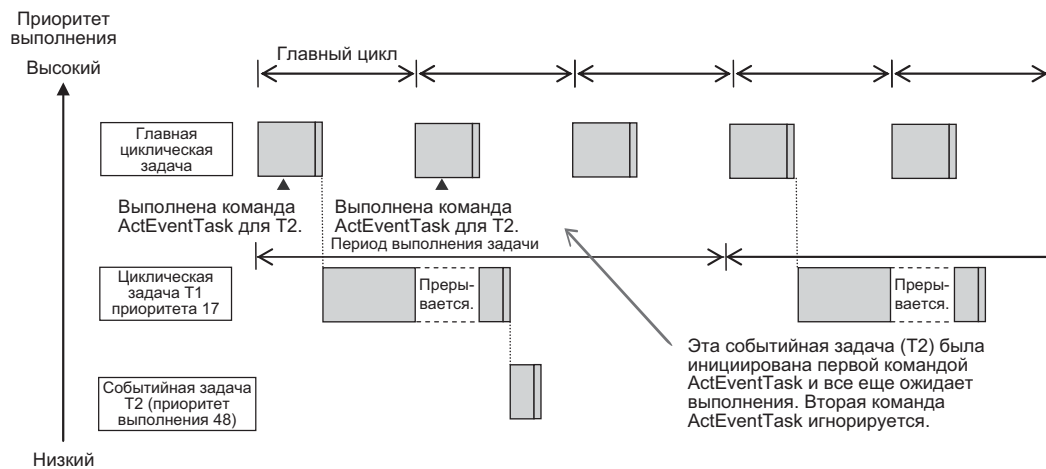 Приоритет
выполнения
Высокий
Главный цикл
Главная
циклическая
задача
Выполнена команда
ActEventTask для T2.
Выполнена команда
ActEventTask для T2.
Период выполнения задачи
Циклическая
задача T1
приоритета 17
Преры-
вается.
Преры-
вается.
Эта событийная задача (T2) была
инициирована первой командой
ActEventTask и все еще ожидает
выполнения. Вторая команда
ActEventTask игнорируется.
Событийная задача
T2 (приоритет
выполнения 48)
Низкий